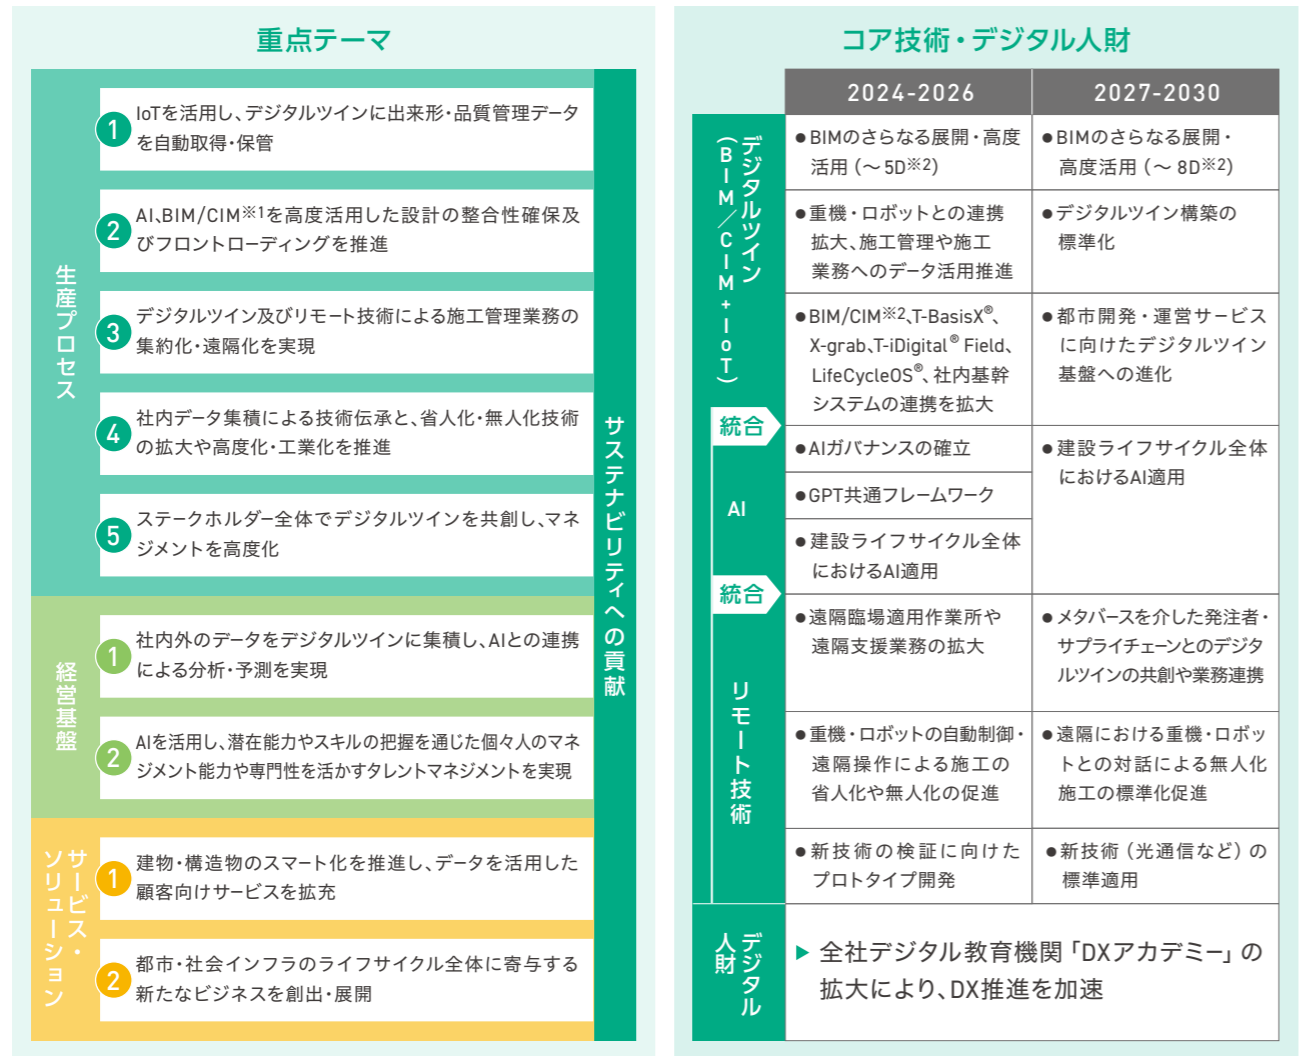 重点テーマ
生産プロセス
1
IoTを活用し、デジタルツインに出来形・品質管理データ
を自動取得・保管
2
AI、BIM/CIM※1を高度活用した設計の整合性確保及
びフロントローディングを推進
3
デジタルツイン及びリモート技術による施工管理業務の
集約化・遠隔化を実現
4
社内データ集積による技術伝承と、省人化・無人化技術
の拡大や高度化・工業化を推進
5
ステークホルダー全体でデジタルツインを共創し、マネ
ジメントを高度化
経営基盤
1
社内外のデータをデジタルツインに集積し、AIとの連携
による分析・予測を実現
2
AIを活用し、潜在能力やスキルの把握を通じた個々人のマネ
ジメント能力や専門性を活かすタレントマネジメントを実現
サービス・
ソリューション
1
建物・構造物のスマート化を推進し、データを活用した
顧客向けサービスを拡充
2
都市・社会インフラのライフサイクル全体に寄与する
新たなビジネスを創出・展開
サステナビリティへの貢献
コア技術・デジタル人財
2024-2026
2027-2030
デジタルツイン
(BIM/CIM+IoT)
●BIMのさらなる展開・高度
活用（～5D※2）
●BIMのさらなる展開・
高度活用（～ 8D※2）
●重機・ロボットとの連携
拡大、施工管理や施工
業務へのデータ活用推進
●デジタルツイン構築の
標準化
●BIM/CIM※2、T-BasisX®、
X-grab、T-iDigital® Field、
LifeCycleOS®、社内基幹
システムの連携を拡大
●都市開発・運営サービス
に向けたデジタルツイン
基盤への進化
統合
AI
●AIガバナンスの確立
●GPT共通フレームワーク
●建設ライフサイクル全体
におけるAI適用
●建設ライフサイクル全体
におけるAI適用
統合
リモート技術
●遠隔臨場適用作業所や
遠隔支援業務の拡大
●メタバースを介した発注者・
サプライチェーンとのデジタ
ルツインの共創や業務連携
●重機・ロボットの自動制御・
遠隔操作による施工の
省人化や無人化の促進
●遠隔における重機・ロボッ
トとの対話による無人化
施工の標準化促進
●新技術の検証に向けた
プロトタイプ開発
●新技術（光通信など）の
標準適用
デジタル
人財
▶ 全社デジタル教育機関「DXアカデミー」の
拡大により、DX推進を加速